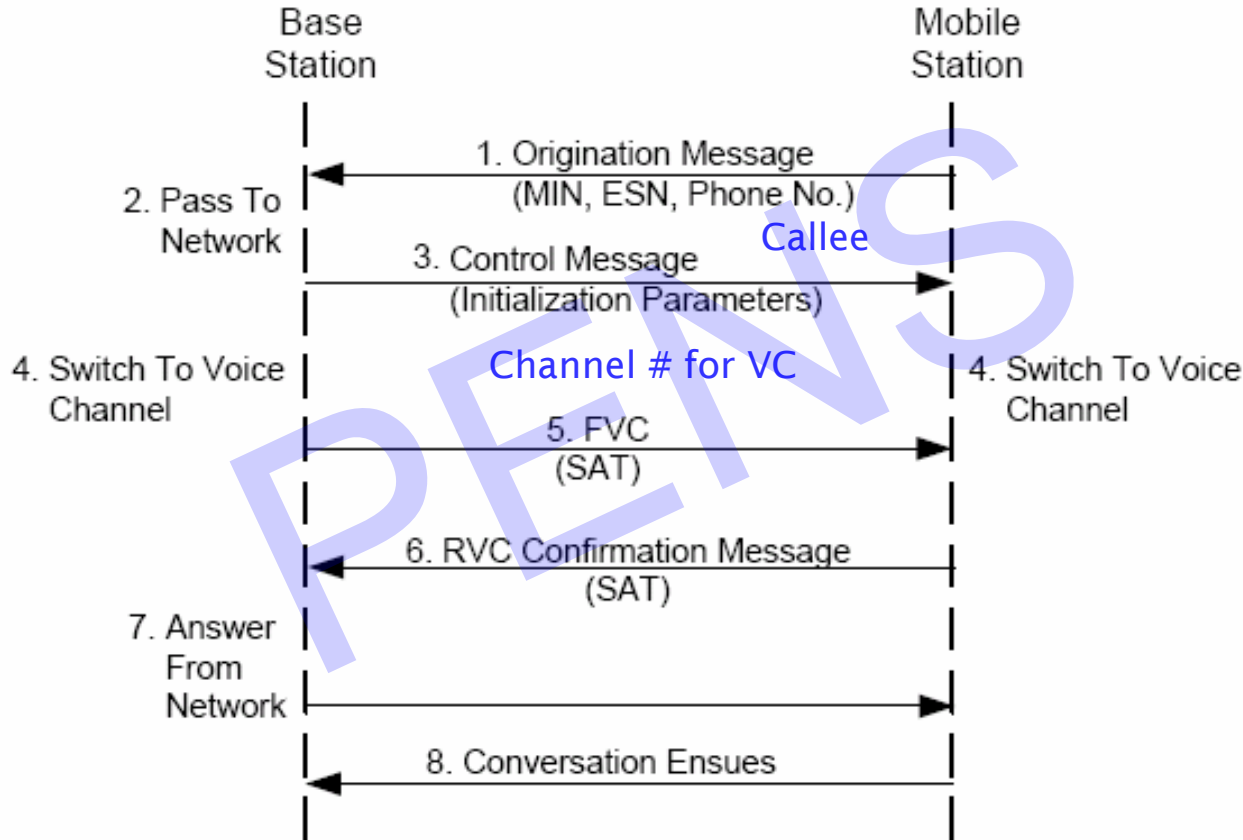 Base
Station
Mobile
Station
1. Origination Message
(MIN, ESN, Phone No.)
2. Pass To
Network
Callee
3. Control Message
(Initialization Parameters)
4. Switch To Voice
Channel
Channel # for VC
4. Switch To Voice
Channel
5. FVC
(SAT)
6. RVC Confirmation Message
(SAT)
7. Answer
From
Network
8. Conversation Ensues
PENS